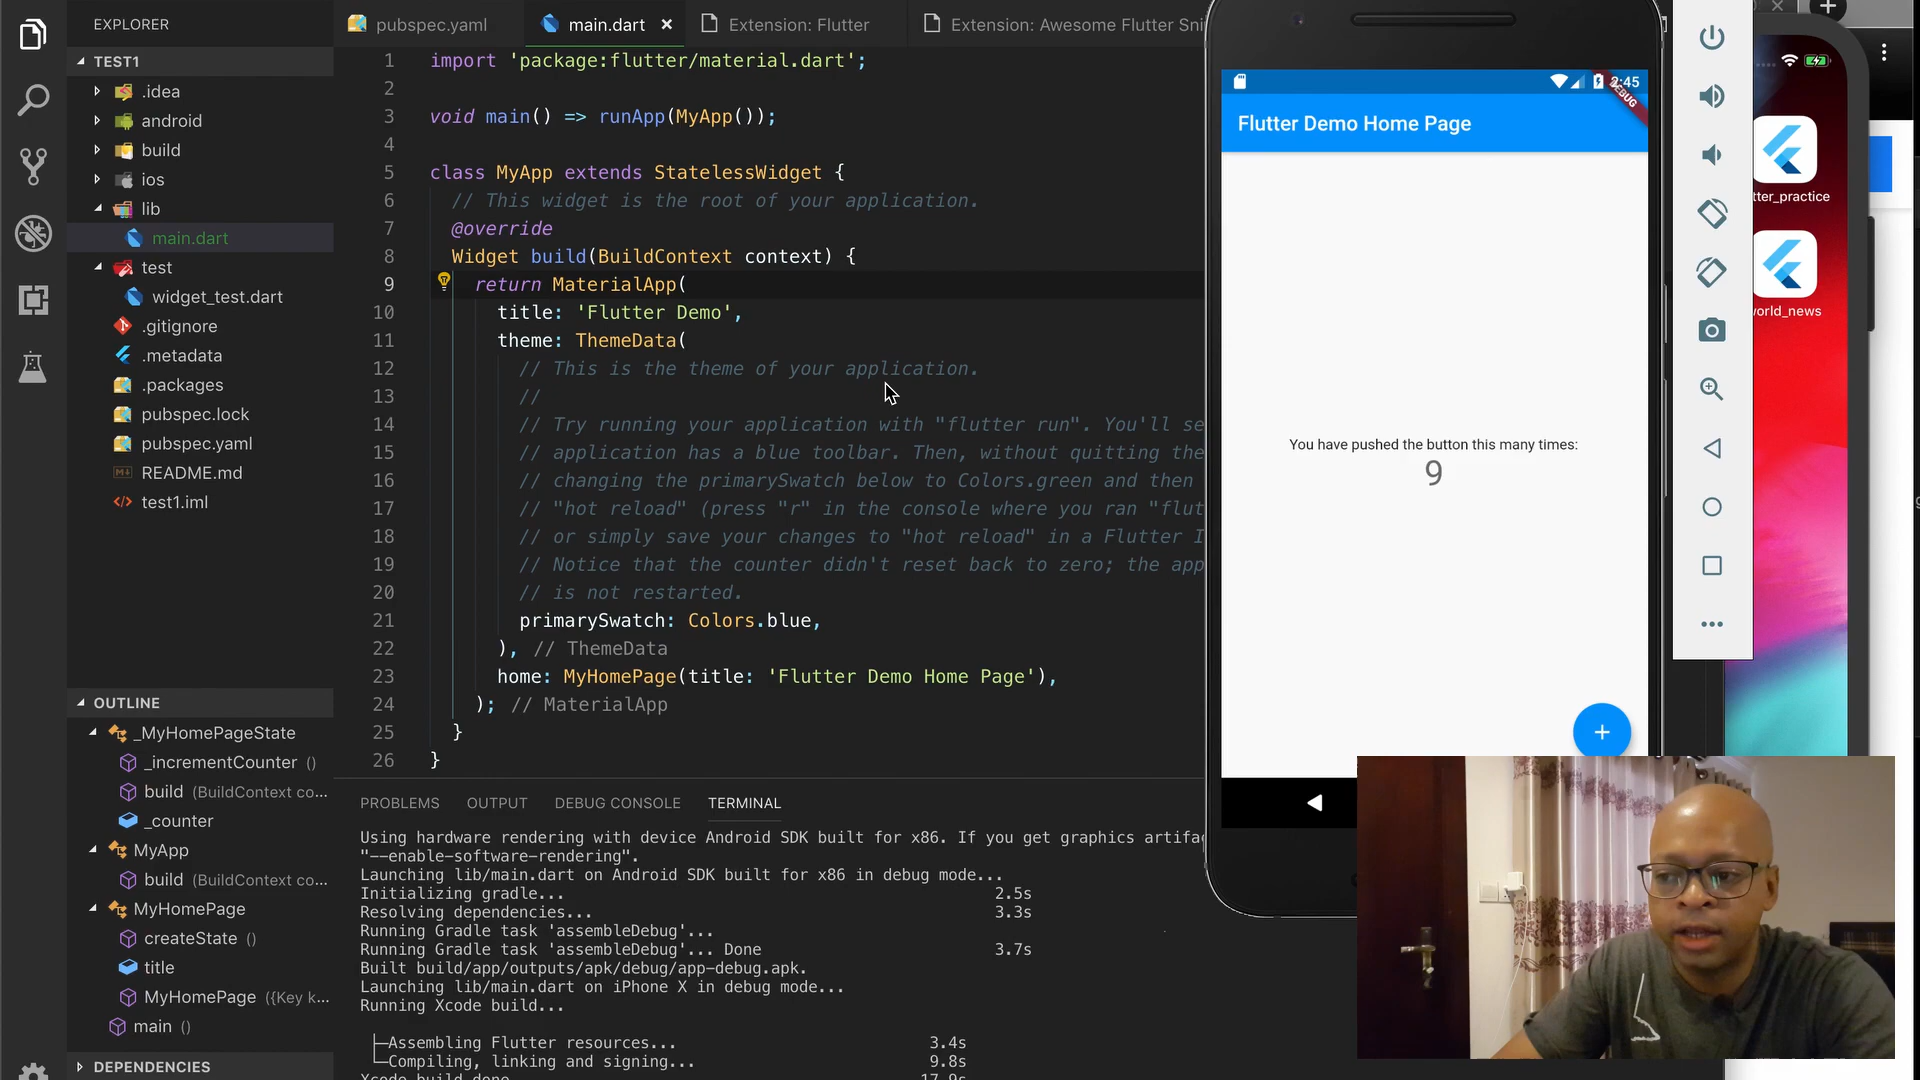 EXPLORER
TEST1
.idea
android
build
ios
lib
main.dart
test
widget_test.dart
.gitignore
.metadata
.packages
pubspec.lock
pubspec.yaml
README.md
test1.iml
OUTLINE
_MyHomePageState
_incrementCounter ()
build (BuildContext co...
_counter
MyApp
build (BuildContext co...
MyHomePage
createState ()
title
MyHomePage ({Key k...
main ()
DEPENDENCIES
pubspec.yaml
main.dart
Extension: Flutter
Extension: Awesome Flutter Sni
1 import 'package:flutter/material.dart';
2
3 void main() => runApp(MyApp());
4
5 class MyApp extends StatelessWidget {
6 // This widget is the root of your application.
7 @override
8 Widget build(BuildContext context) {
9 return MaterialApp(
10 title: 'Flutter Demo',
11 theme: ThemeData(
12 // This is the theme of your application.
13 //
14 // Try running your application with "flutter run". You'll se
15 // application has a blue toolbar. Then, without quitting the
16 // changing the primarySwatch below to Colors.green and then
17 // "hot reload" (press "r" in the console where you ran "flut
18 // or simply save your changes to "hot reload" in a Flutter I
19 // Notice that the counter didn't reset back to zero; the app
20 // is not restarted.
21 primarySwatch: Colors.blue,
22 ), // ThemeData
23 home: MyHomePage(title: 'Flutter Demo Home Page'),
24 ); // MaterialApp
25 }
26 }
PROBLEMS
OUTPUT
DEBUG CONSOLE
TERMINAL
Using hardware rendering with device Android SDK built for x86. If you get graphics artifac
"--enable-software-rendering".
Launching lib/main.dart on Android SDK built for x86 in debug mode...
Initializing gradle... 2.5s
Resolving dependencies... 3.3s
Running Gradle task 'assembleDebug'...
Running Gradle task 'assembleDebug'... Done 3.7s
Built build/app/outputs/apk/debug/app-debug.apk.
Launching lib/main.dart on iPhone X in debug mode...
Running Xcode build...
├─Assembling Flutter resources... 3.4s
└─Compiling, linking and signing... 9.8s
Xcode build done 17.9s
2:45
DEBUG
Flutter Demo Home Page
You have pushed the button this many times:
9
+
tter_practice
world_news